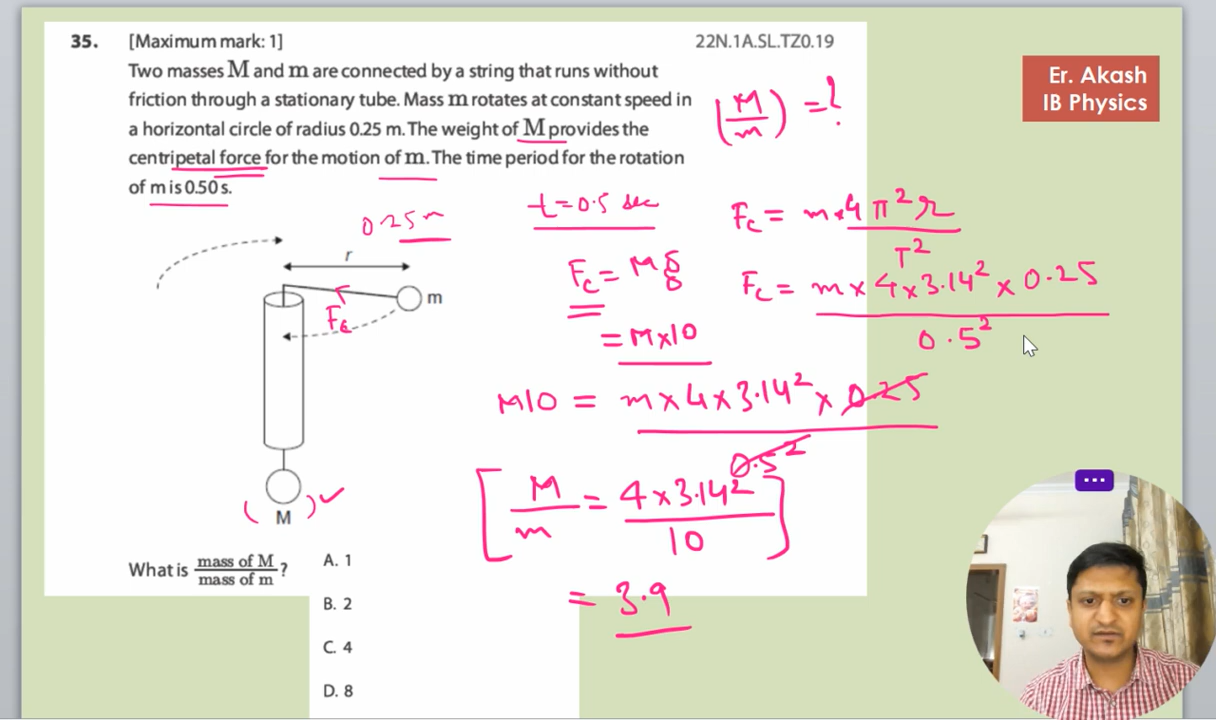 35. [Maximum mark: 1] 22N.1A.SL.TZ0.19
Two masses M and m are connected by a string that runs without
friction through a stationary tube. Mass m rotates at constant speed in
a horizontal circle of radius 0.25 m. The weight of M provides the
centripetal force for the motion of m. The time period for the rotation
of m is 0.50 s.
Er. Akash
IB Physics
(M/m) = ?
0.25m
t = 0.5 sec
Fc = m×4π²r / T²
Fc = Mg
= M×10
Fc = m×4×3.14²×0.25 / 0.5²
r
m
Fc
M10 = m×4×3.14²×0.25 / 0.5²
[M/m = 4×3.14² / 10]
= 3.9
(M)
What is mass of M / mass of m ?
A. 1
B. 2
C. 4
D. 8